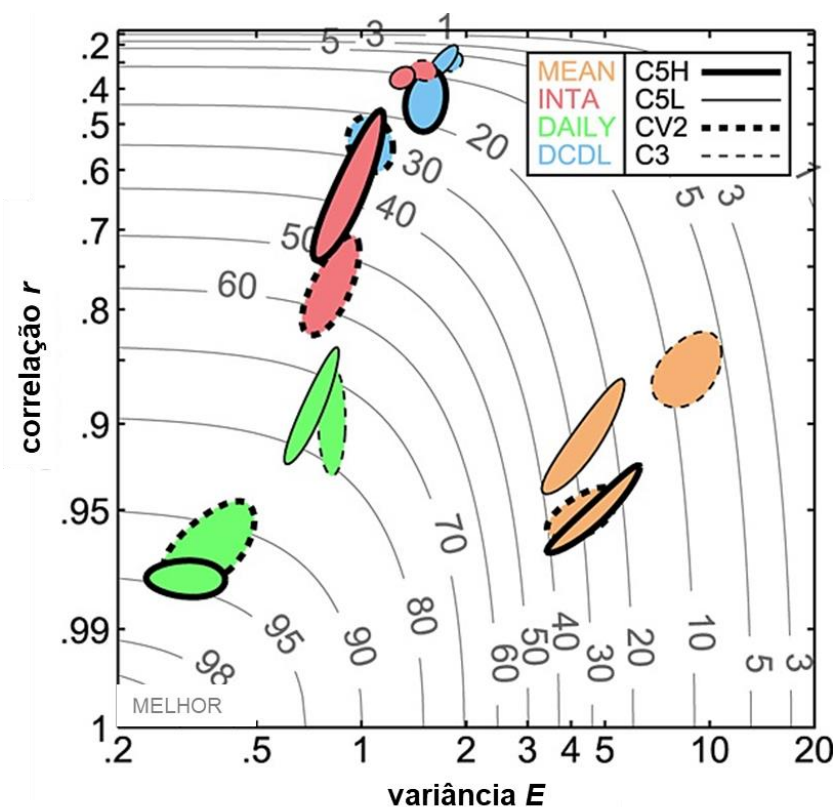 .2
.4
.5
.6
.7
.8
.9
.95
.99
1
correlação r
5 3 1
20
30
40
50
60
5 3 1
70
80
90
95
98
60 50 40 30 20 10 5 3
MEAN
INTA
DAILY
DCDL
C5H
C5L
CV2
C3
MELHOR
.2 .5 1 2 3 4 5 10 20
variância E